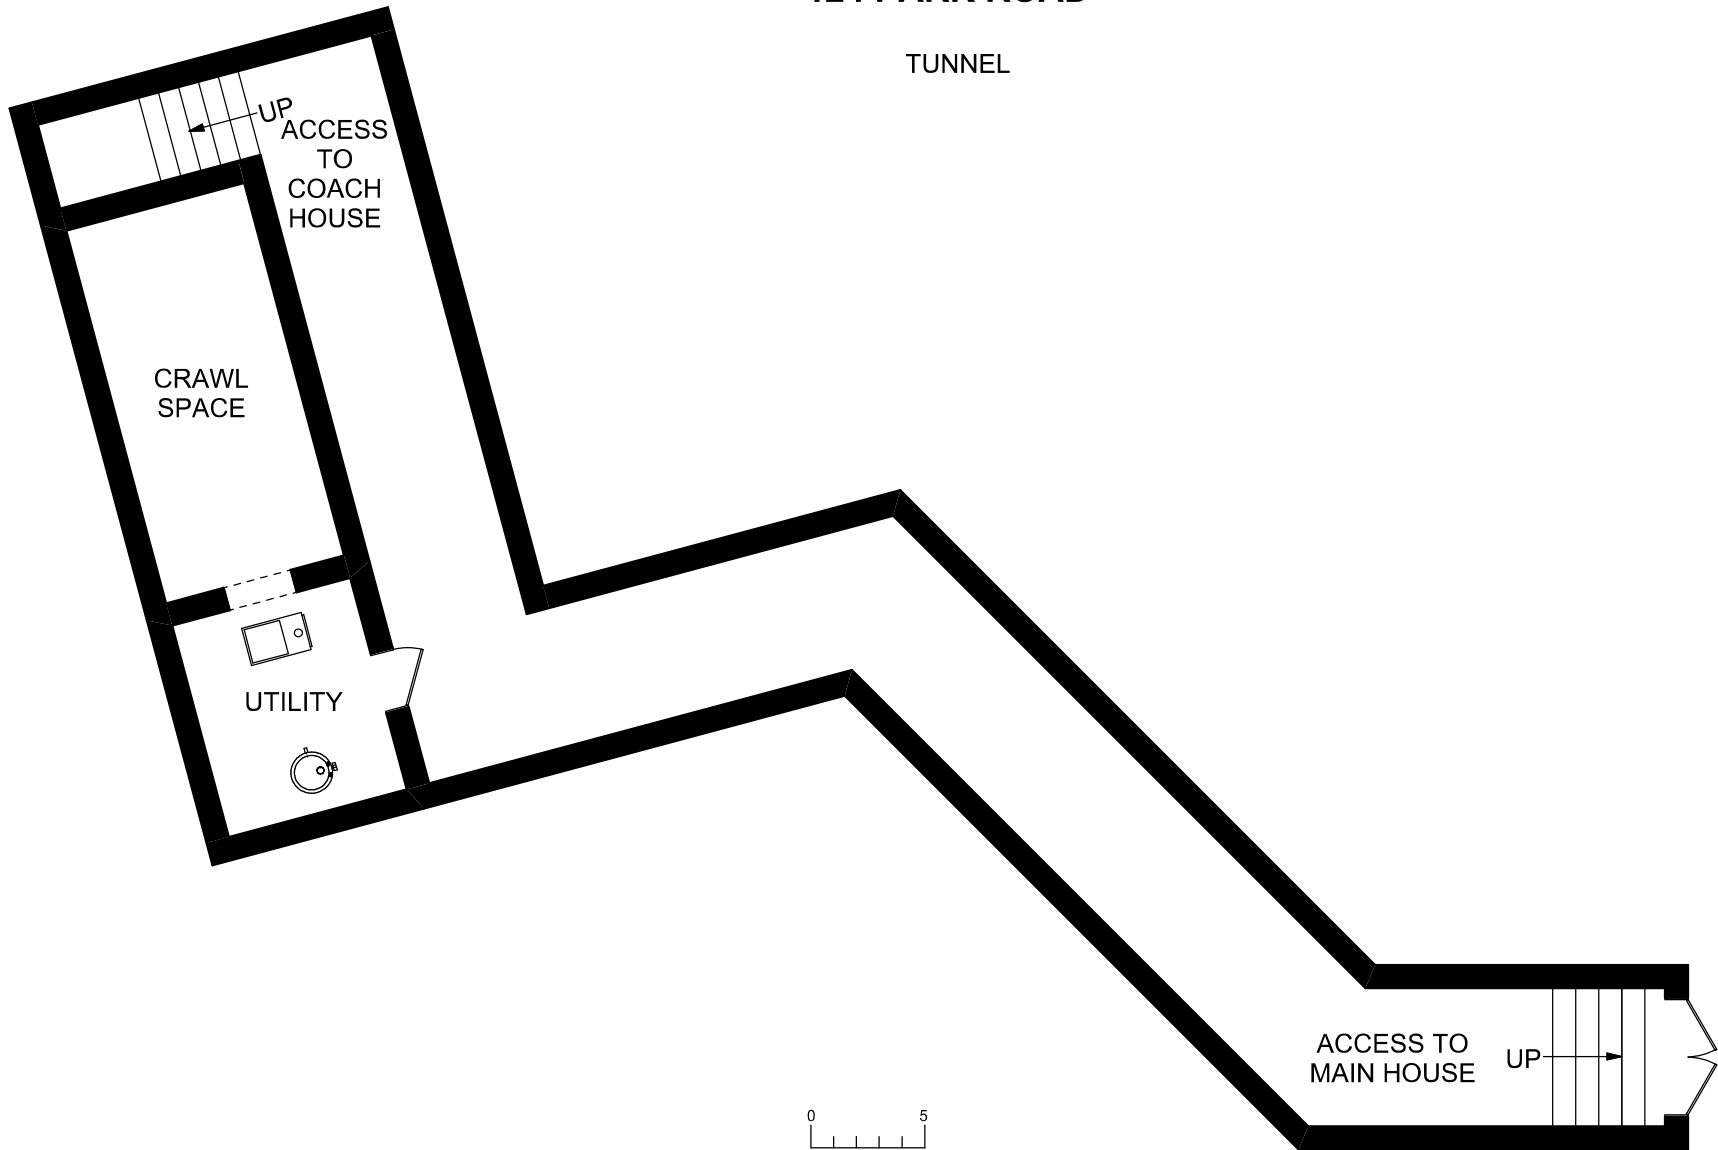 TUNNEL
UP
ACCESS
TO
COACH
HOUSE
CRAWL
SPACE
UTILITY
ACCESS TO
MAIN HOUSE
UP
0 5